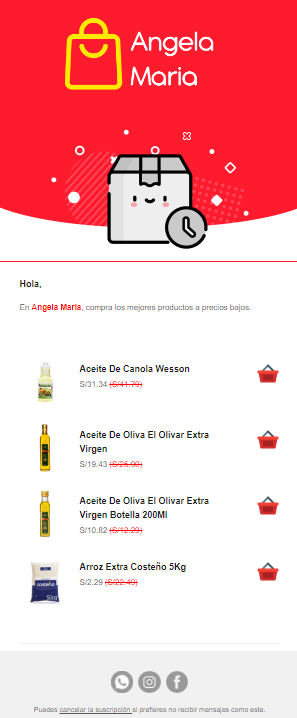 Angela
Maria
Hola,
En Angela Maria, compra los mejores productos a precios bajos.
Aceite De Canola Wesson
S/31.34 (S/41.79)
Aceite De Oliva El Olivar Extra
Virgen
S/19.43 (S/25.90)
Aceite De Oliva El Olivar Extra
Virgen Botella 200Ml
S/10.82 (S/12.29)
Arroz Extra Costeño 5Kg
S/2.29 (S/22.49)
costeño
Puedes cancelar la suscripción si prefieres no recibir mensajes como este.